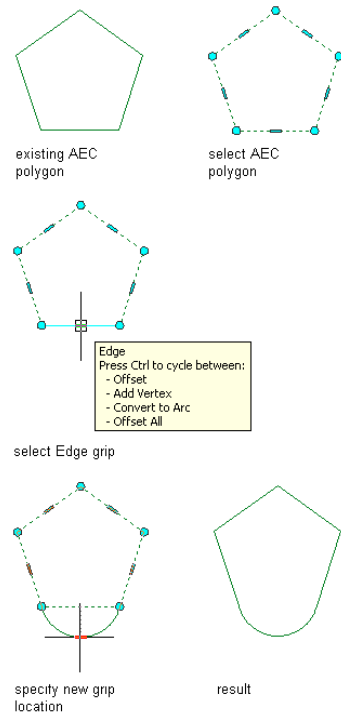 existing AEC
polygon
select AEC
polygon
Edge
Press Ctrl to cycle between:
- Offset
- Add Vertex
- Convert to Arc
- Offset All
select Edge grip
specify new grip
location
result